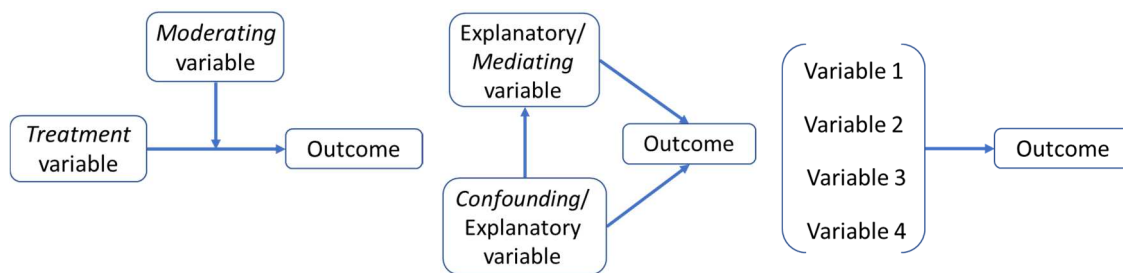 Moderating
variable
Treatment
variable
Outcome
Explanatory/
Mediating
variable
Outcome
Confounding/
Explanatory
variable
Variable 1
Variable 2
Variable 3
Variable 4
Outcome